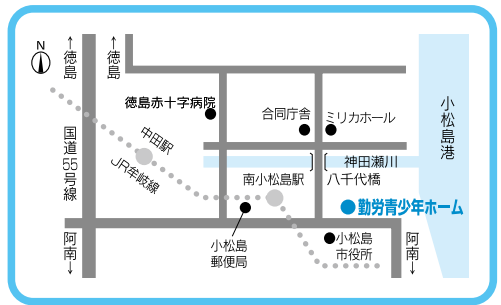 N
←徳島
←徳島
徳島赤十字病院
合同庁舎
ミリカホール
小松島港
中田駅
JR牟岐線
国道55号線
神田瀬川
南小松島駅
八千代橋
勤労青少年ホーム
小松島
郵便局
小松島
市役所
阿南→
阿南→